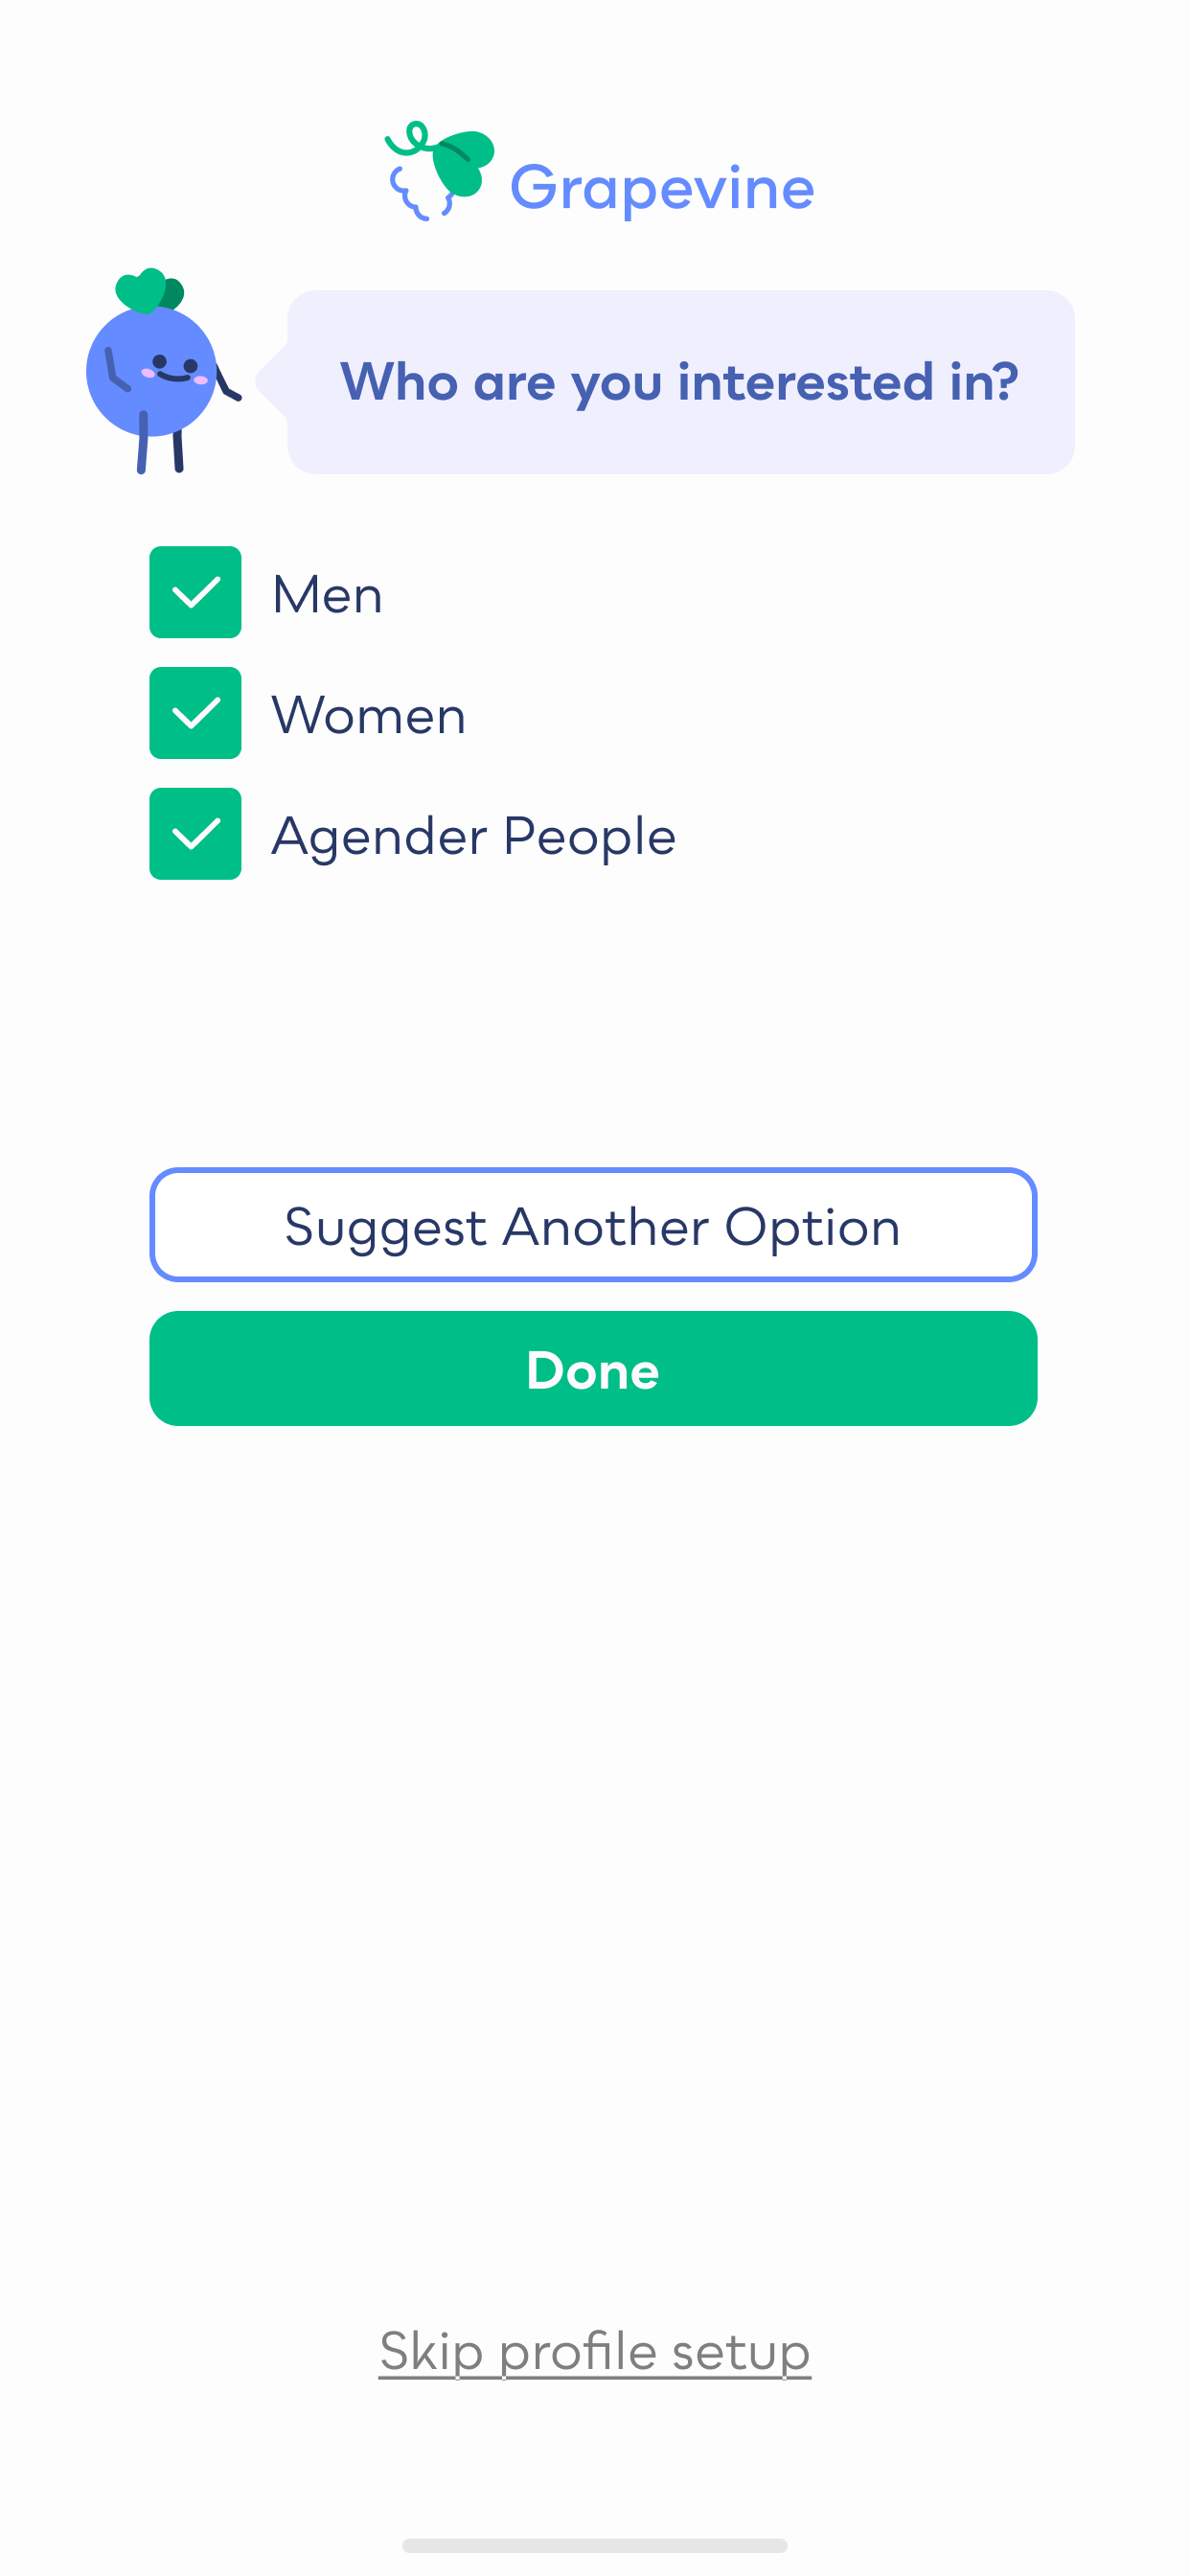 Grapevine
Who are you interested in?
Men
Women
Agender People
Suggest Another Option
Done
Skip profile setup